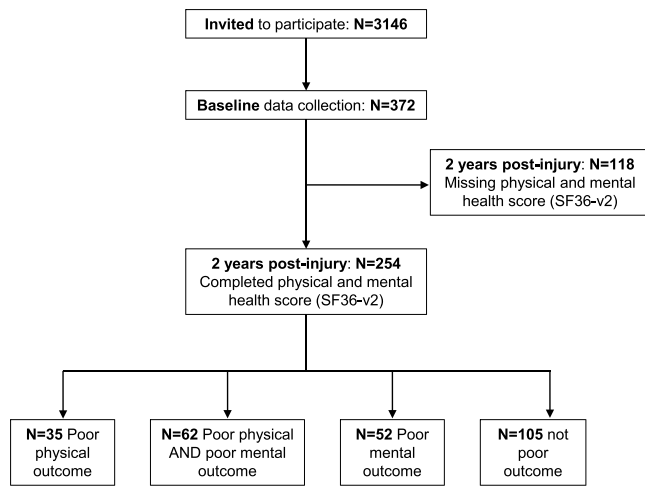 Invited to participate: N=3146
Baseline data collection: N=372
2 years post-injury: N=118
Missing physical and mental
health score (SF36-v2)
2 years post-injury: N=254
Completed physical and mental
health score (SF36-v2)
N=35 Poor
physical
outcome
N=62 Poor physical
AND poor mental
outcome
N=52 Poor
mental
outcome
N=105 not
poor
outcome